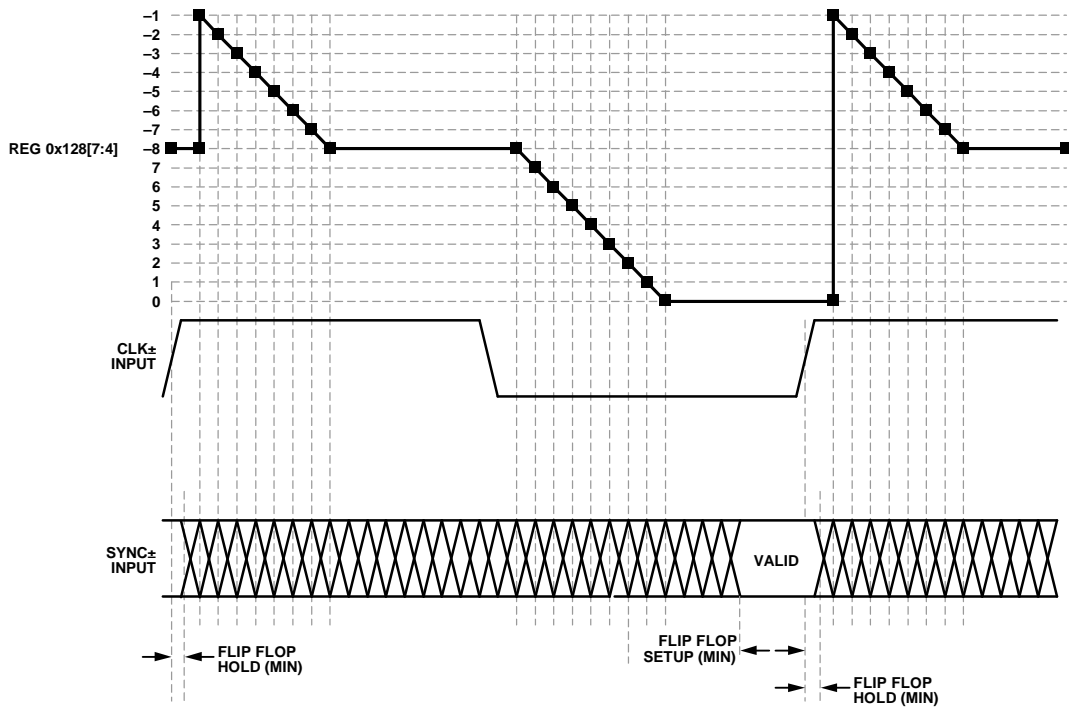 –1
–2
–3
–4
–5
–6
–7
REG 0x128[7:4] –8
7
6
5
4
3
2
1
0
CLK±
INPUT
SYNC±
INPUT
VALID
FLIP FLOP
HOLD (MIN)
FLIP FLOP
SETUP (MIN)
FLIP FLOP
HOLD (MIN)